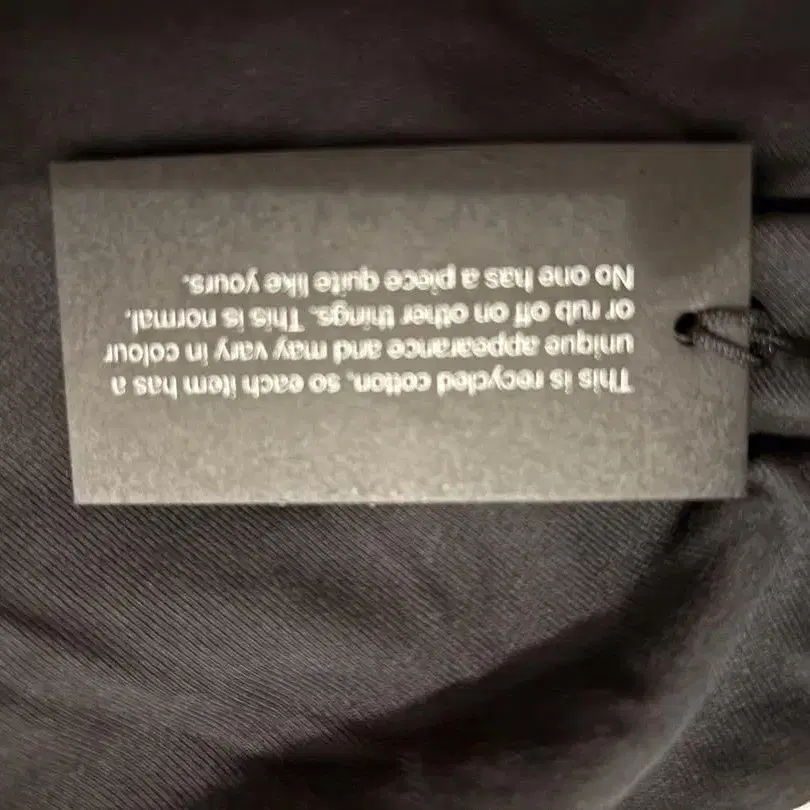 This is recycled cotton, so each item has a
unique appearance and may vary in colour
or rub off on other things. This is normal.
No one has a piece quite like yours.